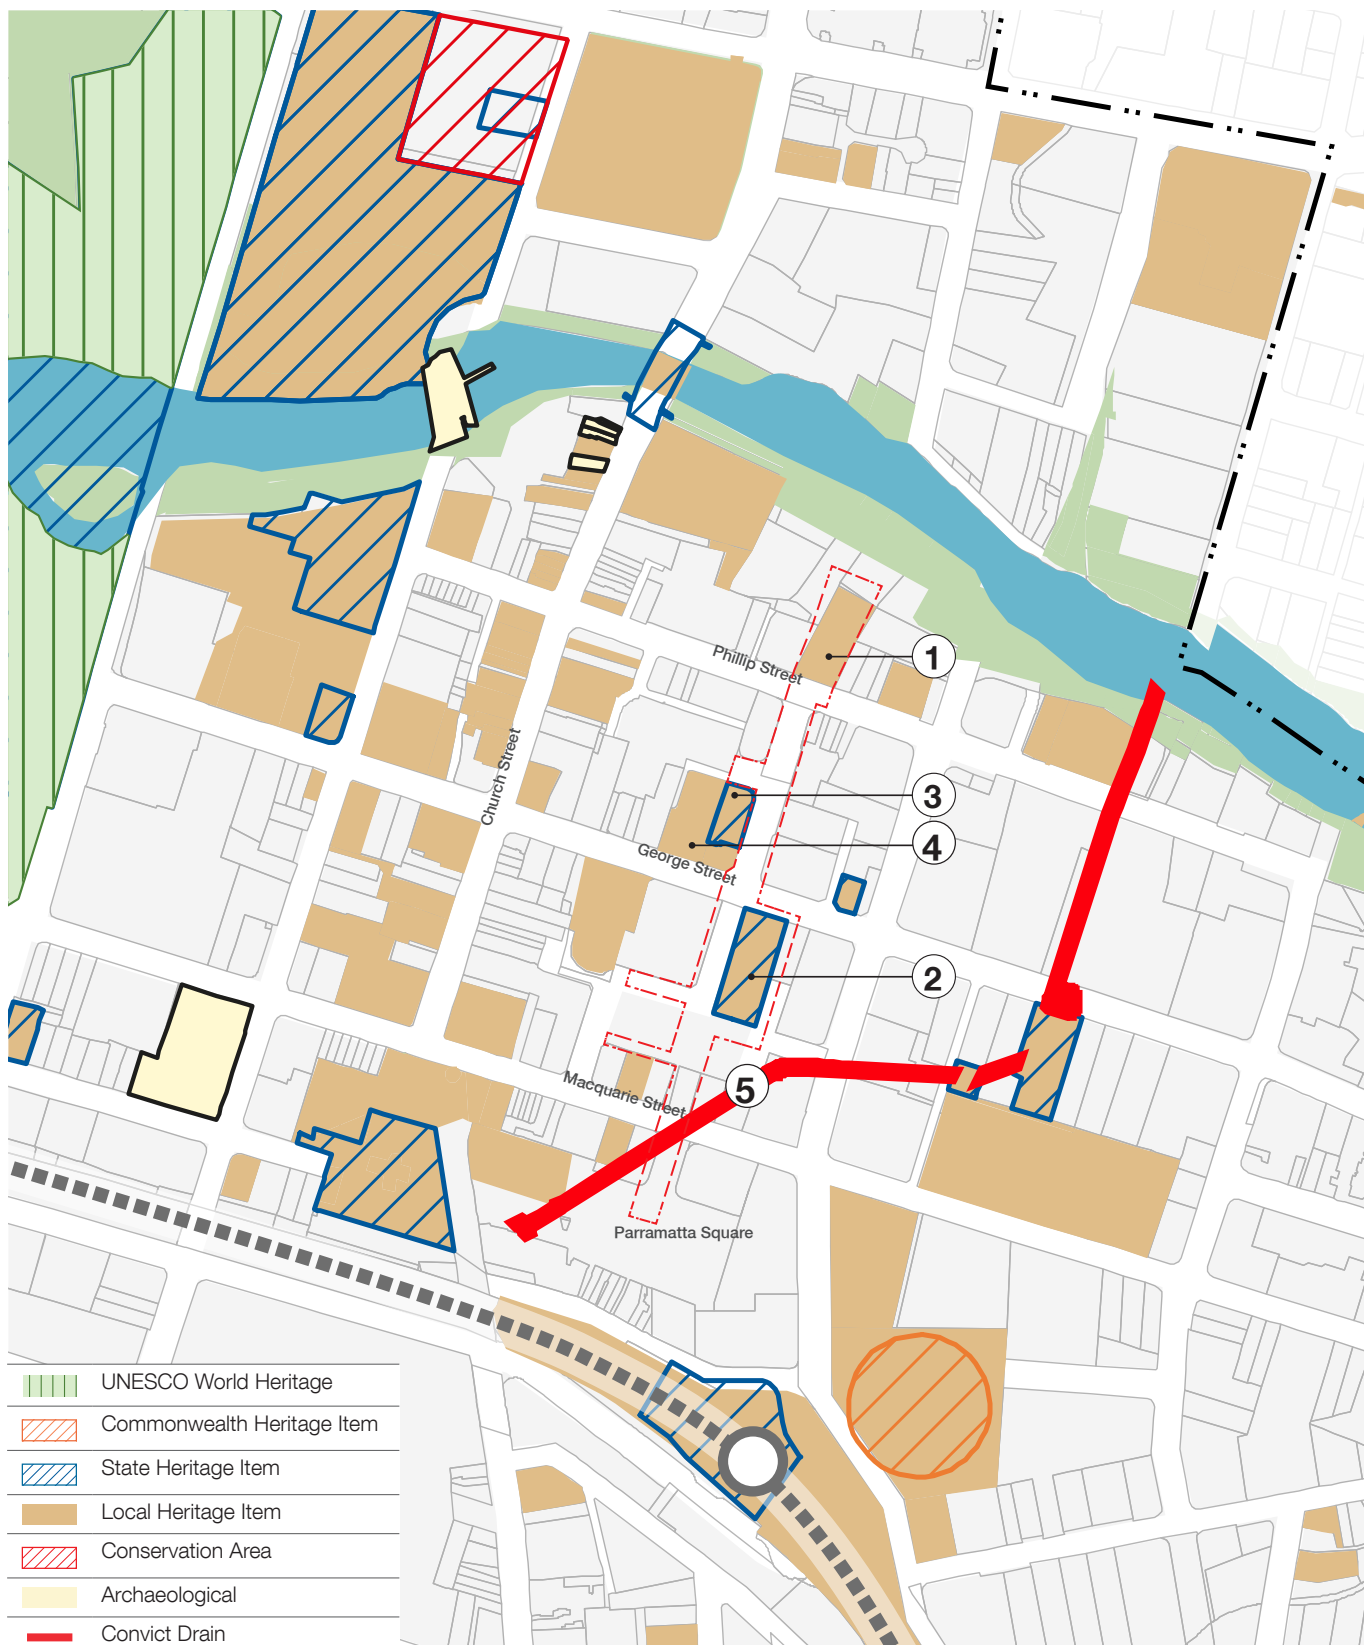 Phillip Street
1
Church Street
3
4
George Street
2
5
Macquarie Street
Parramatta Square
UNESCO World Heritage
Commonwealth Heritage Item
State Heritage Item
Local Heritage Item
Conservation Area
Archaeological
Convict Drain